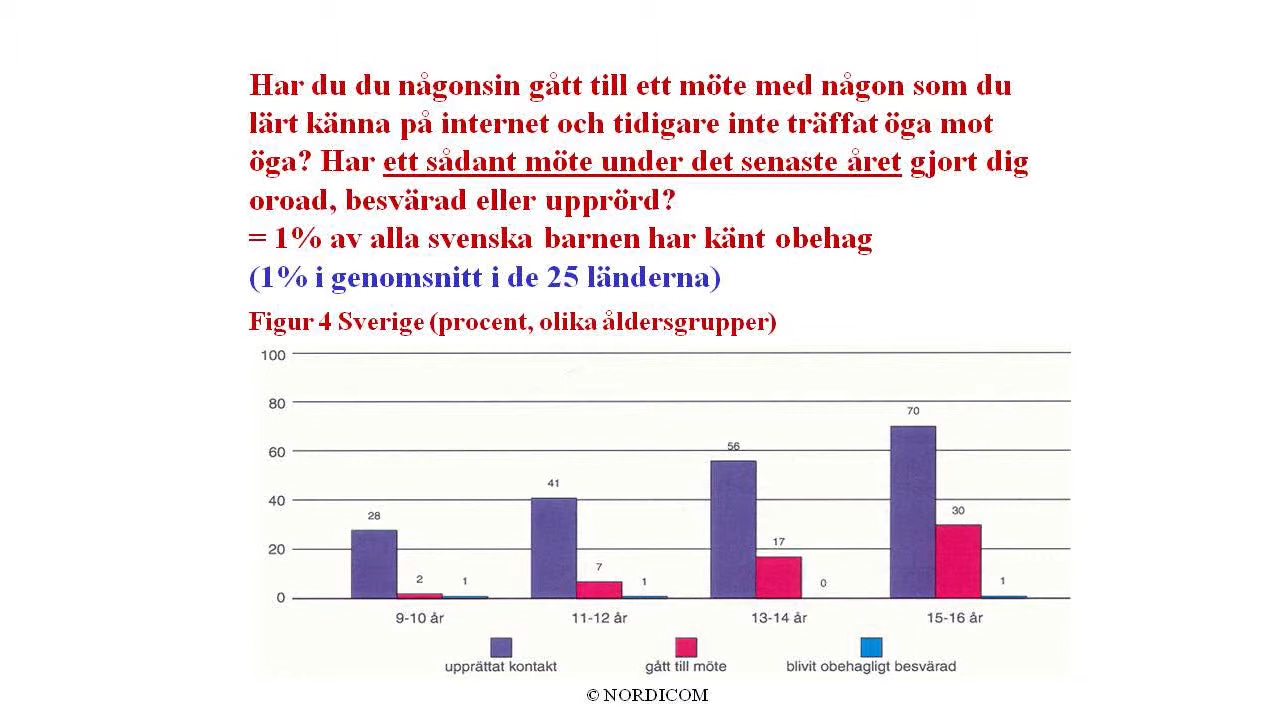 Har du du någonsin gått till ett möte med någon som du
lärt känna på internet och tidigare inte träffat öga mot
öga? Har ett sådant möte under det senaste året gjort dig
oroad, besvärad eller upprörd?
= 1% av alla svenska barnen har känt obehag
(1% i genomsnitt i de 25 länderna)
Figur 4 Sverige (procent, olika åldersgrupper)
100
80
60
40
20
0
28
2
1
41
7
1
56
17
0
70
30
1
9-10 år
11-12 år
13-14 år
15-16 år
upprättat kontakt
gått till möte
blivit obehagligt besvärad
© NORDICOM